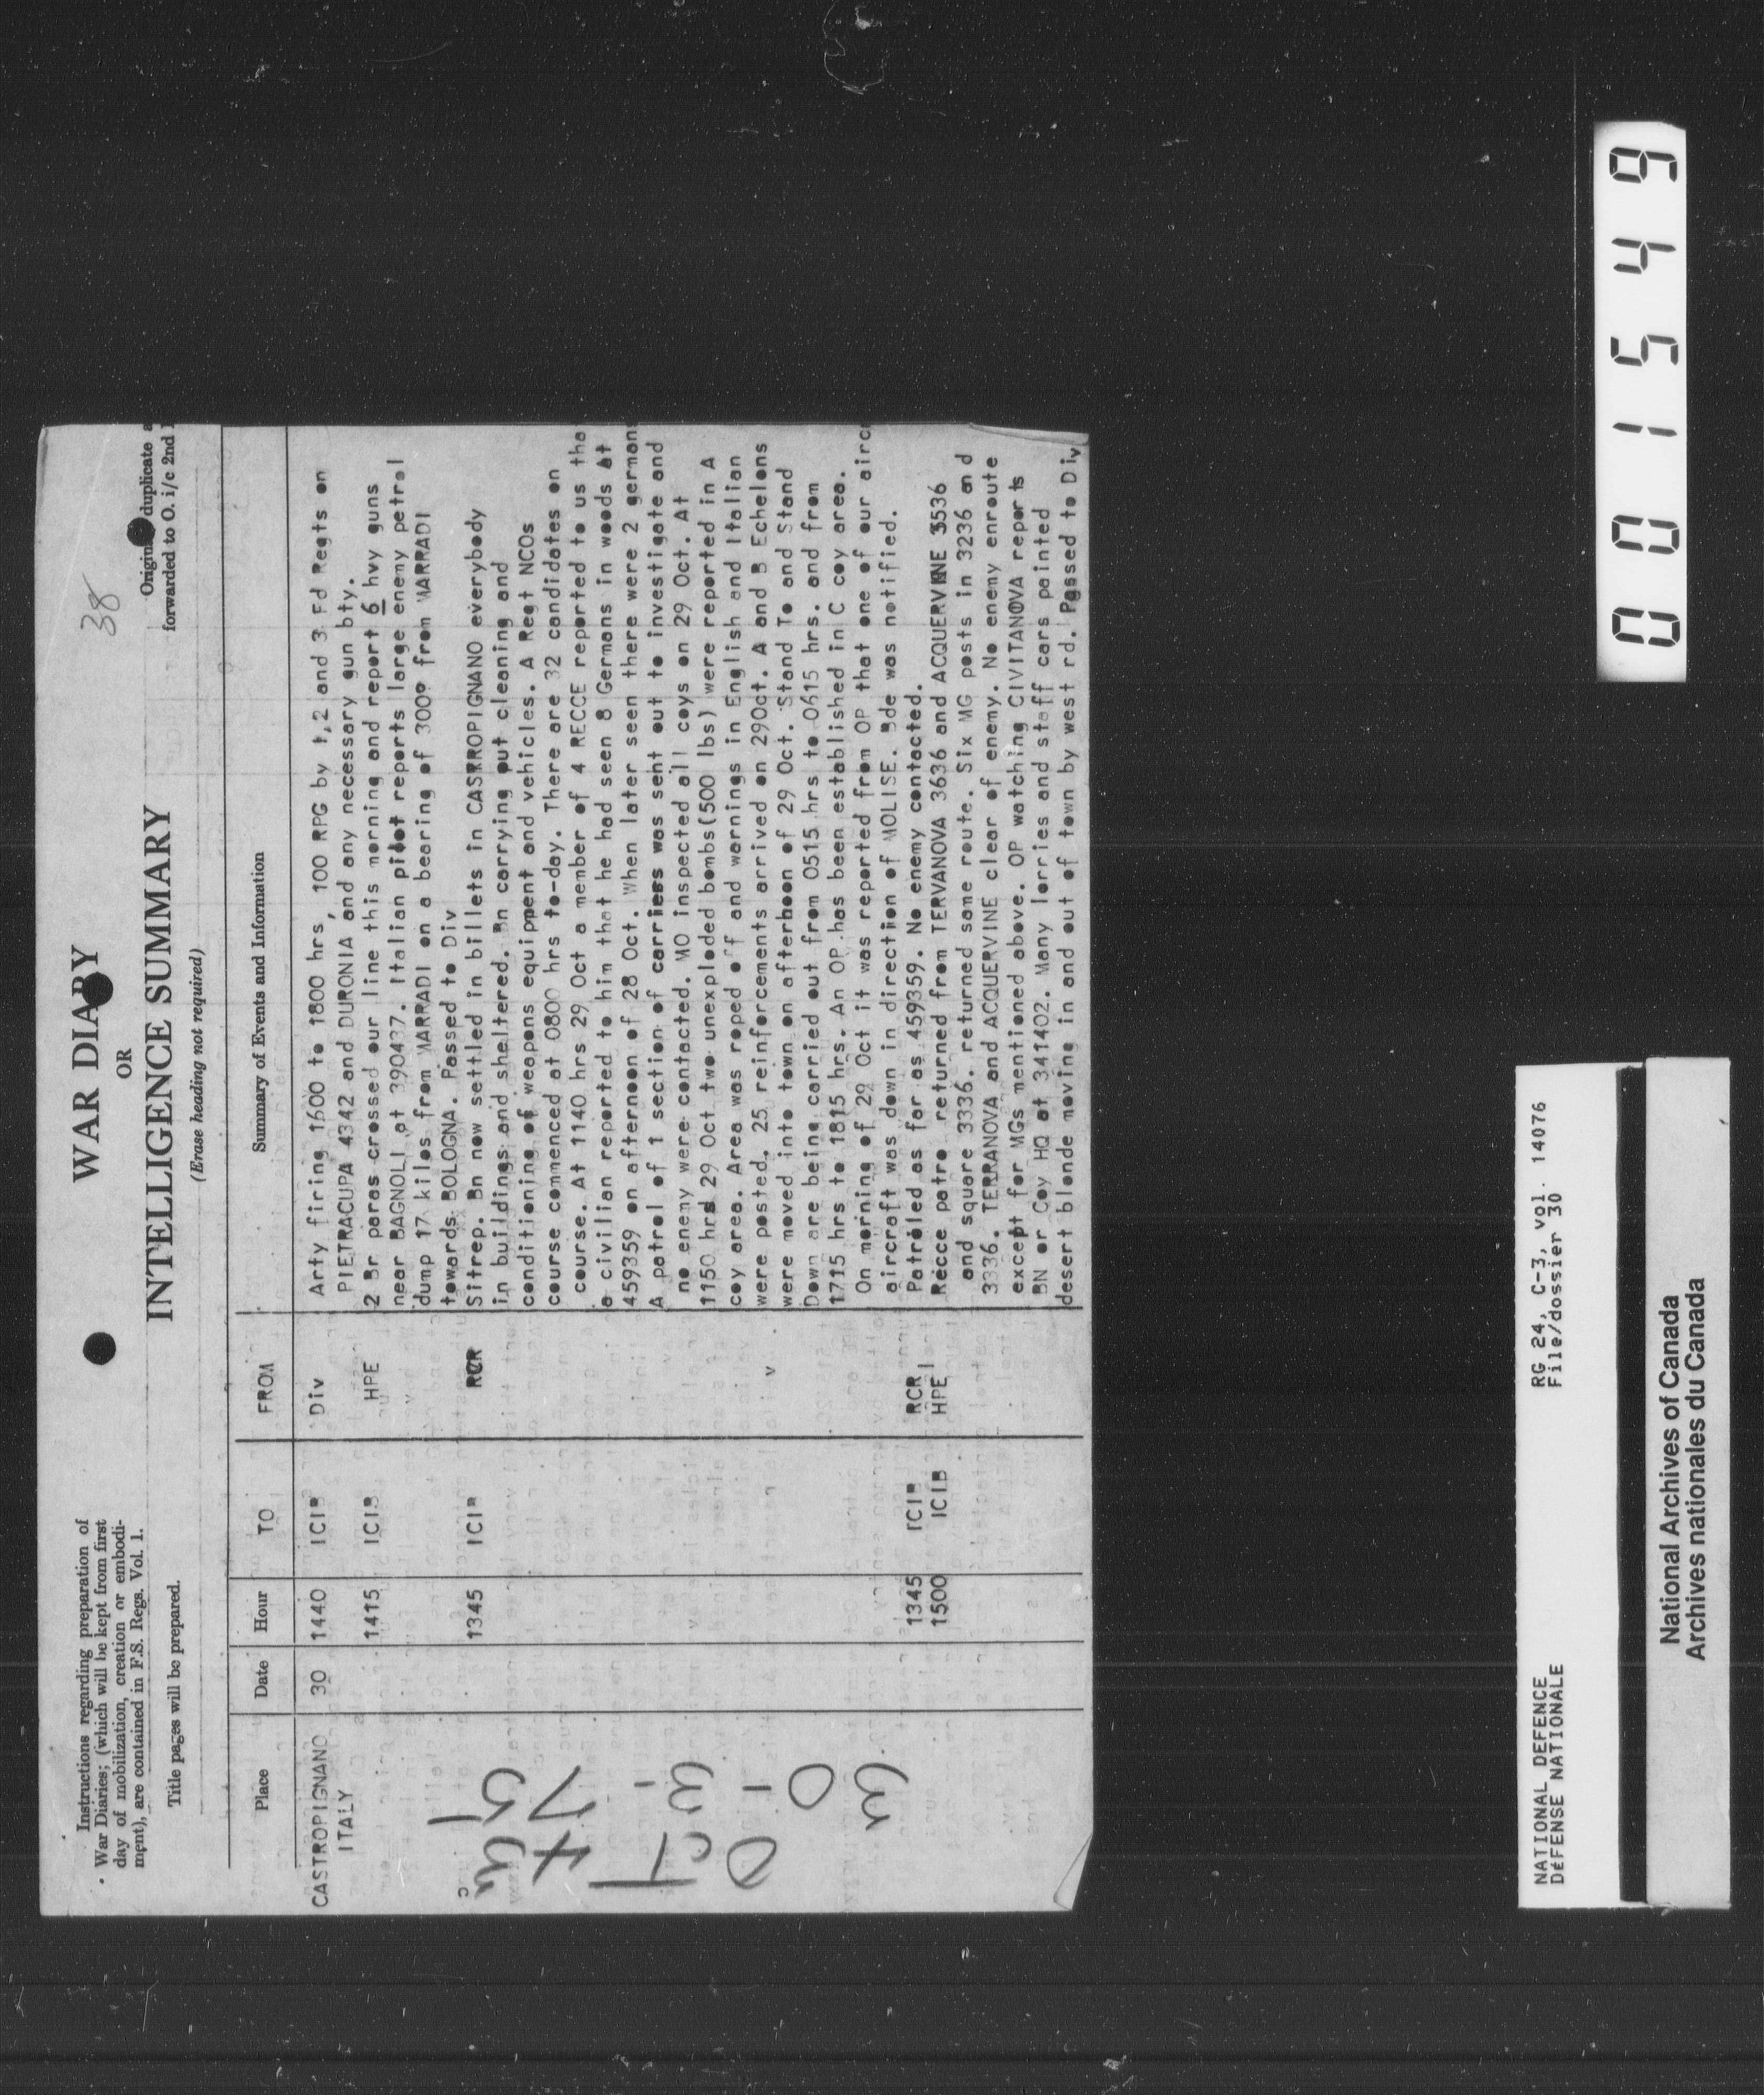 WAR DIARY
OR
INTELLIGENCE SUMMARY
(Erase heading not required)
38
Instructions regarding preparation of
War Diaries; (which will be kept from first
day of mobilization, creation or embodi-
ment), are contained in F.S. Regs. Vol. 1.
Title pages will be prepared.
duplicate
forwarded to O. i/c 2nd
Place Date Hour TO FROM Summary of Events and Information
CASTROPIGNANO 30 1440 ICIB Div Arty firing 1600 to 1800 hrs, 100 RPG by 1,2 and 3 Fd Regts on
ITALY PIETRACUPA 4342 and DURONIA and any necessary gun bty.
1415 ICIB HPE 2 Br paras crossed our line this morning and report 6 hvy guns
near BAGNOLI at 390437. Italian pilot reports large enemy petrol
dump 17 kilos from MARRADI on a bearing of 300° from MARRADI
towards BOLOGNA. Passed to Div
1345 ICIB RCR Sitrep. Bn now settled in billets in CASRROPIGNANO everybody
in buildings and sheltered. Bn carrying out cleaning and
conditioning of weapons equippent and vehicles. A Regt NCOs
course commenced at 0800 hrs to-day. There are 32 candidates on
course. At 1140 hrs 29 Oct a member of 4 RECCE reported to us tha
a civilian reported to him that he had seen 8 Germans in woods at
459359 on afternoon of 28 Oct. When later seen there were 2 germans
A patrol of 1 section of carriers was sent out to investigate and
no enemy were contacted. MO inspected all coys on 29 Oct. At
1150 hrs 29 Oct two unexploded bombs(500 lbs) were reported in A
coy area. Area was roped off and warnings in English and Italian
were posted. 25 reinforcements arrived on 29Oct. A and B Echelons
were moved into town on afternoon of 29 Oct. Stand To and Stand
Down are being carried out from 0515 hrs to 0615 hrs. and from
1715 hrs to 1815 hrs. An OP has been established in C coy area.
On morning of 29 Oct it was reported from OP that one of our aircr
aircraft was down in direction of MOLISE. Bde was notified.
1345 ICIB RCR Patroled as far as 459359. No enemy contacted.
1500 ICIB HPE Recce patro returned from TERVANOVA 3636 and ACQUERVINE 3536
and square 3336. returned same route. Six MG posts in 3236 and
3336. TERRANOVA and ACQUERVINE clear of enemy. No enemy enroute
except for MGs mentioned above. OP watching CIVITANOVA reports
BN or Coy HQ at 341402. Many lorries and staff cars painted
desert blonde moving in and out of town by west rd. Passed to Div
001549
NATIONAL DEFENCE RG 24, C-3, vol. 14076
DéFENSE NATIONALE File/dossier 30
National Archives of Canada
Archives nationales du Canada